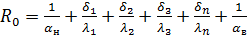 R₀ = 1/αн + δ₁/λ₁ + δ₂/λ₂ + δ₃/λ₃ + δₙ/λₙ + 1/αв